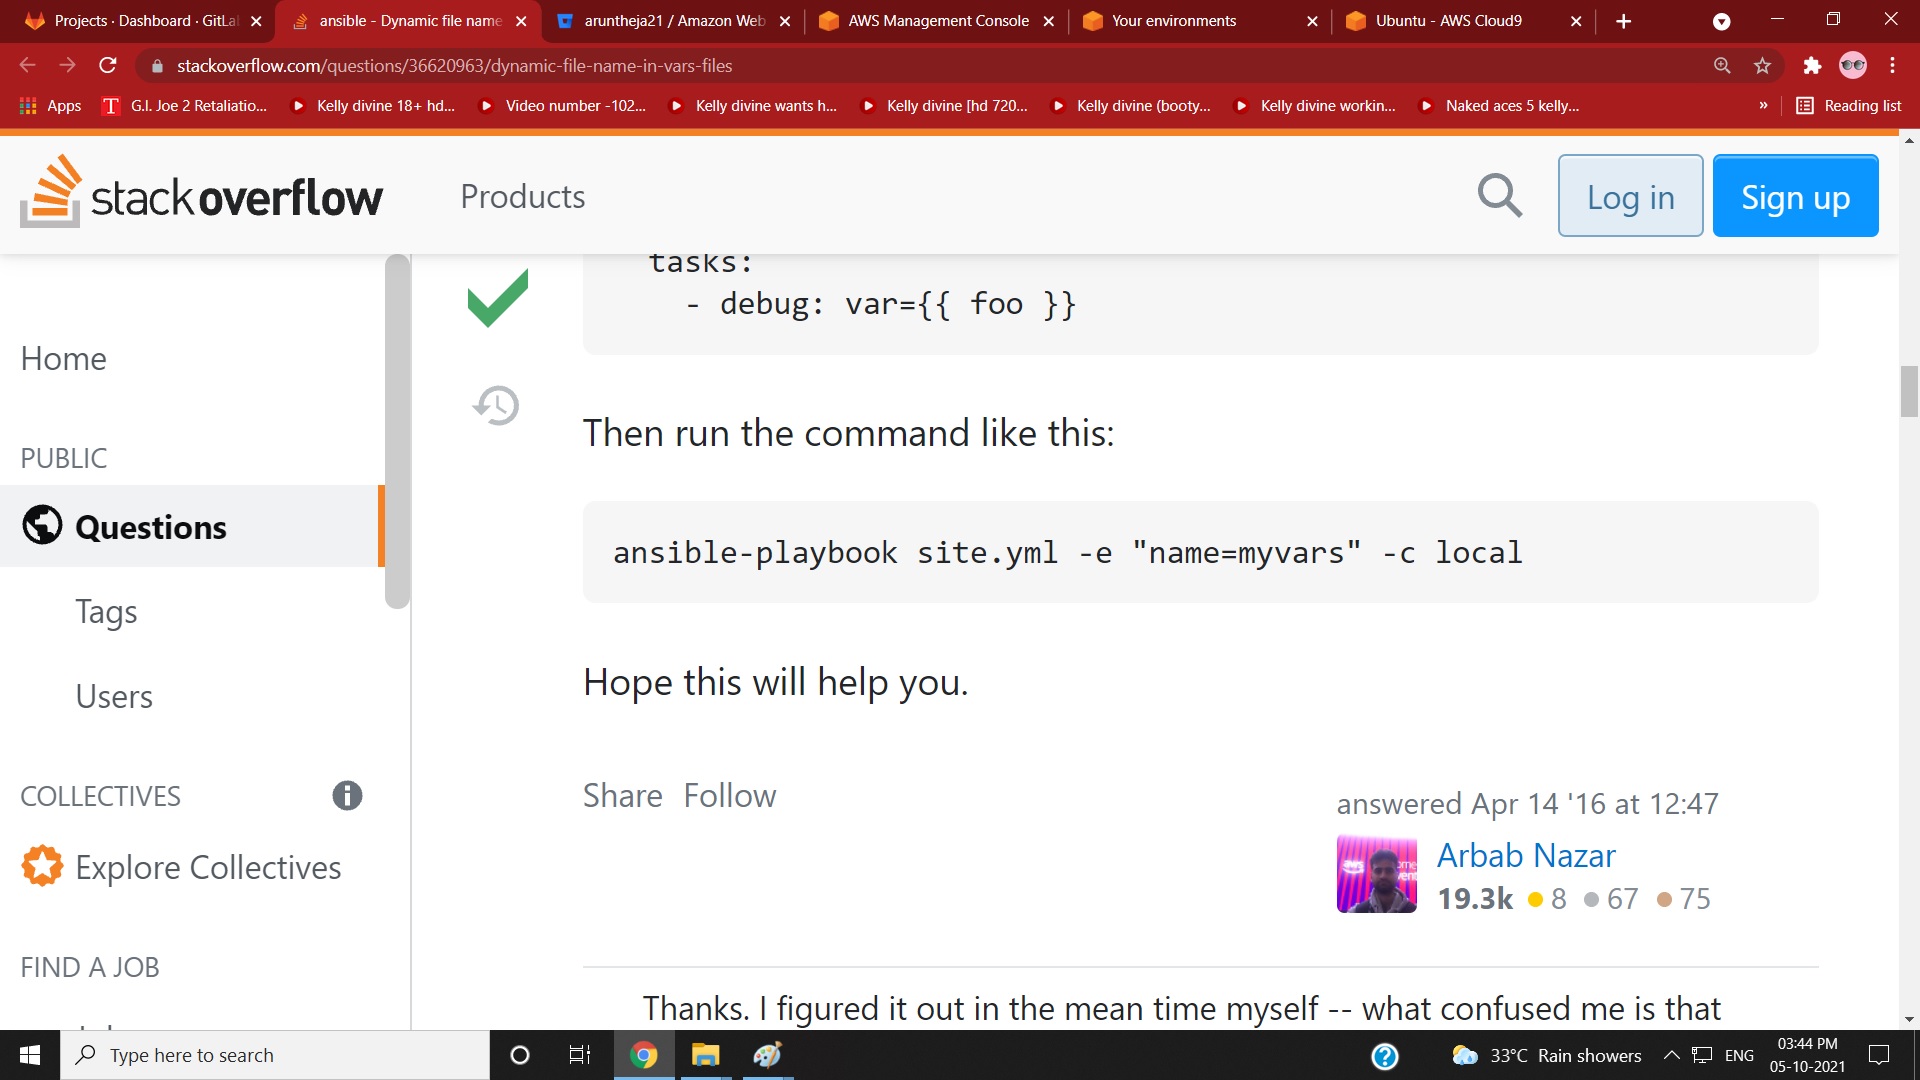 Projects · Dashboard · GitLa
ansible - Dynamic file name
aruntheja21 / Amazon Web
AWS Management Console
Your environments
Ubuntu - AWS Cloud9
stackoverflow.com/questions/36620963/dynamic-file-name-in-vars-files
Apps
T G.I. Joe 2 Retaliatio...
Kelly divine 18+ hd...
Video number -102...
Kelly divine wants h...
Kelly divine [hd 720...
Kelly divine (booty...
Kelly divine workin...
Naked aces 5 kelly...
»
Reading list
stackoverflow
Products
Log in
Sign up
Home
PUBLIC
Questions
Tags
Users
COLLECTIVES
Explore Collectives
FIND A JOB
tasks:
- debug: var={{ foo }}
Then run the command like this:
ansible-playbook site.yml -e "name=myvars" -c local
Hope this will help you.
Share Follow
answered Apr 14 '16 at 12:47
Arbab Nazar
19.3k 8 67 75
Thanks. I figured it out in the mean time myself -- what confused me is that
Type here to search
33°C Rain showers
ENG
03:44 PM
05-10-2021